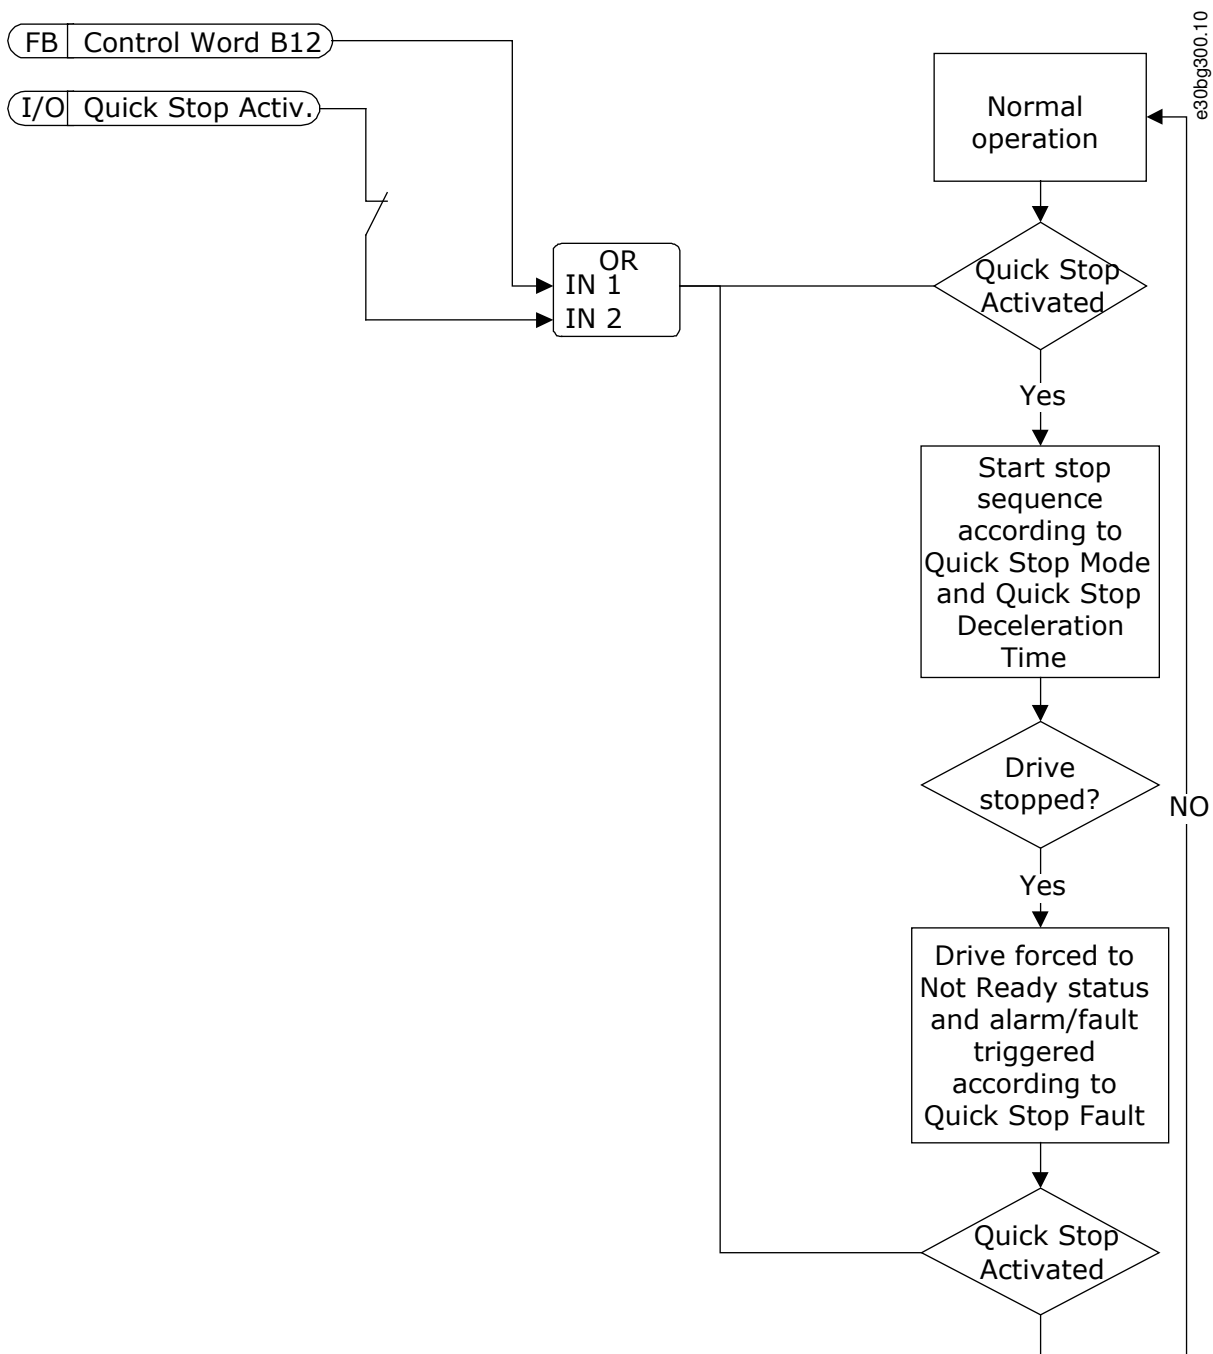 FB Control Word B12
I/O Quick Stop Activ.
e30bg300.10
Normal
operation
OR
IN 1
IN 2
Quick Stop
Activated
Yes
Start stop
sequence
according to
Quick Stop Mode
and Quick Stop
Deceleration
Time
Drive
stopped?
NO
Yes
Drive forced to
Not Ready status
and alarm/fault
triggered
according to
Quick Stop Fault
Quick Stop
Activated